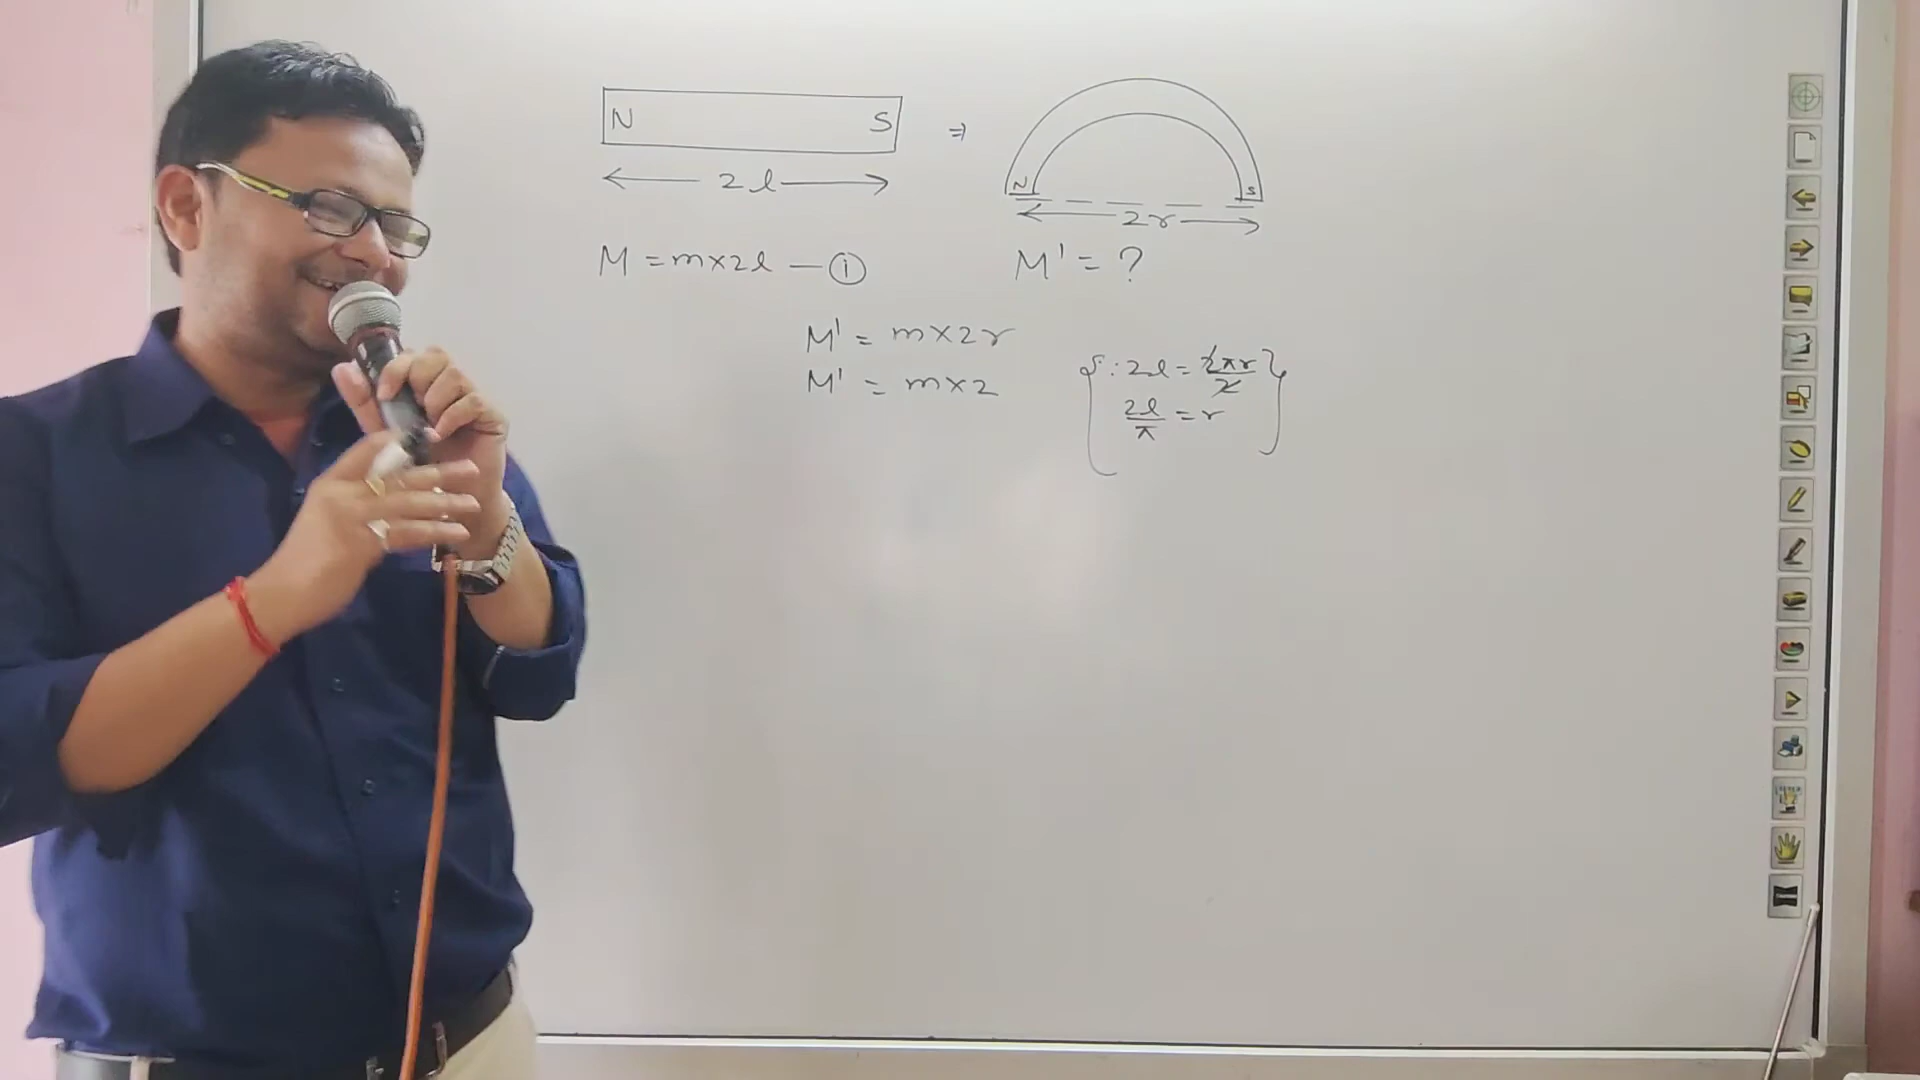 N S
⇒
N S
2l
2r
M = m×2l — ①
M' = ?
M' = m×2r
M' = m×2
{∵ 2l = 2πr/2}
2l/π = r